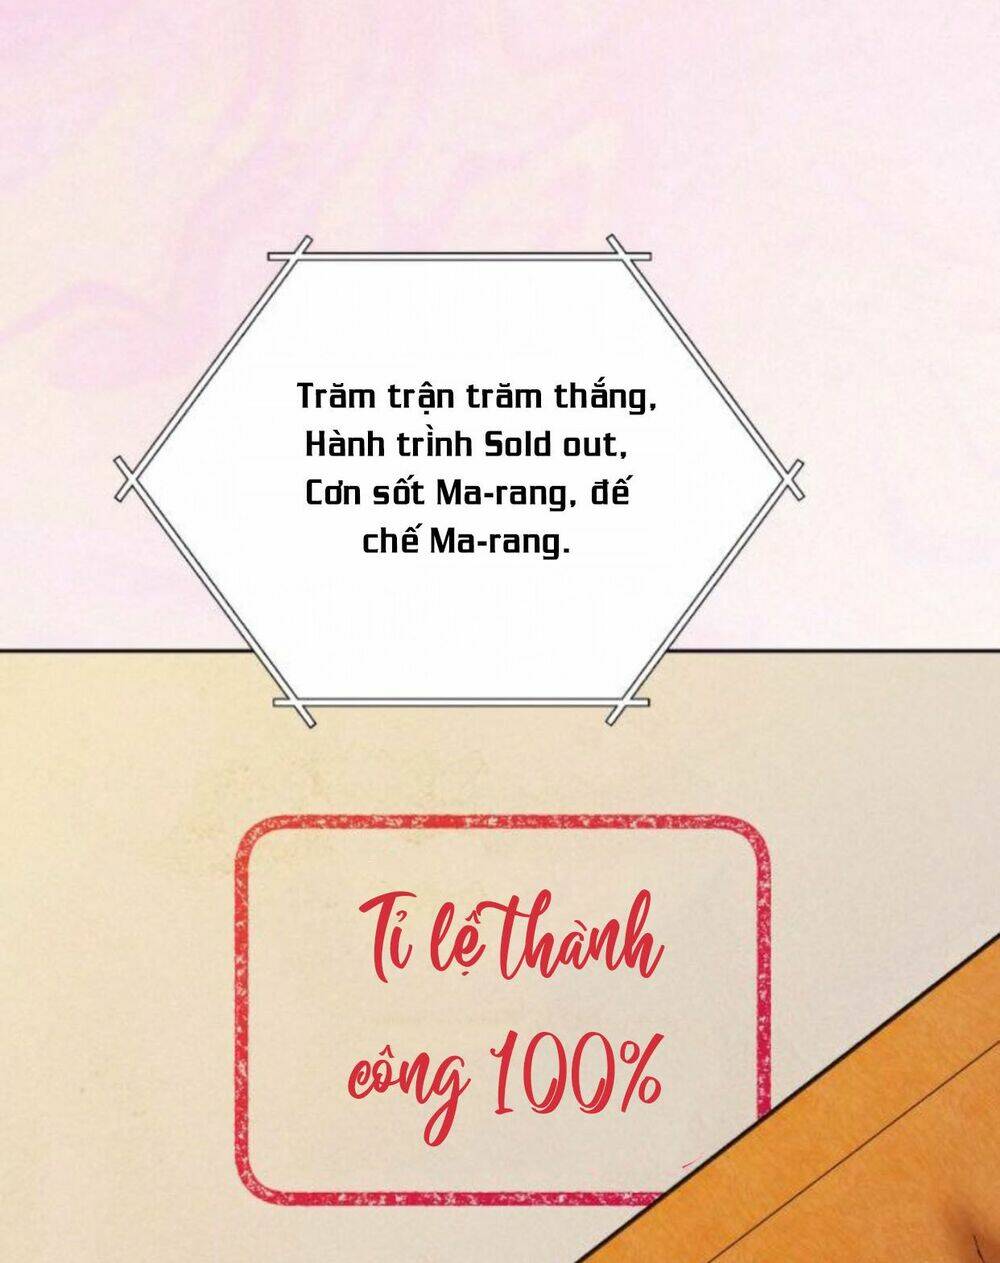 Trăm trận trăm thắng,
Hành trình Sold out,
Cơn sốt Ma-rang, đế
chế Ma-rang.
Tỉ lệ thành
công 100%